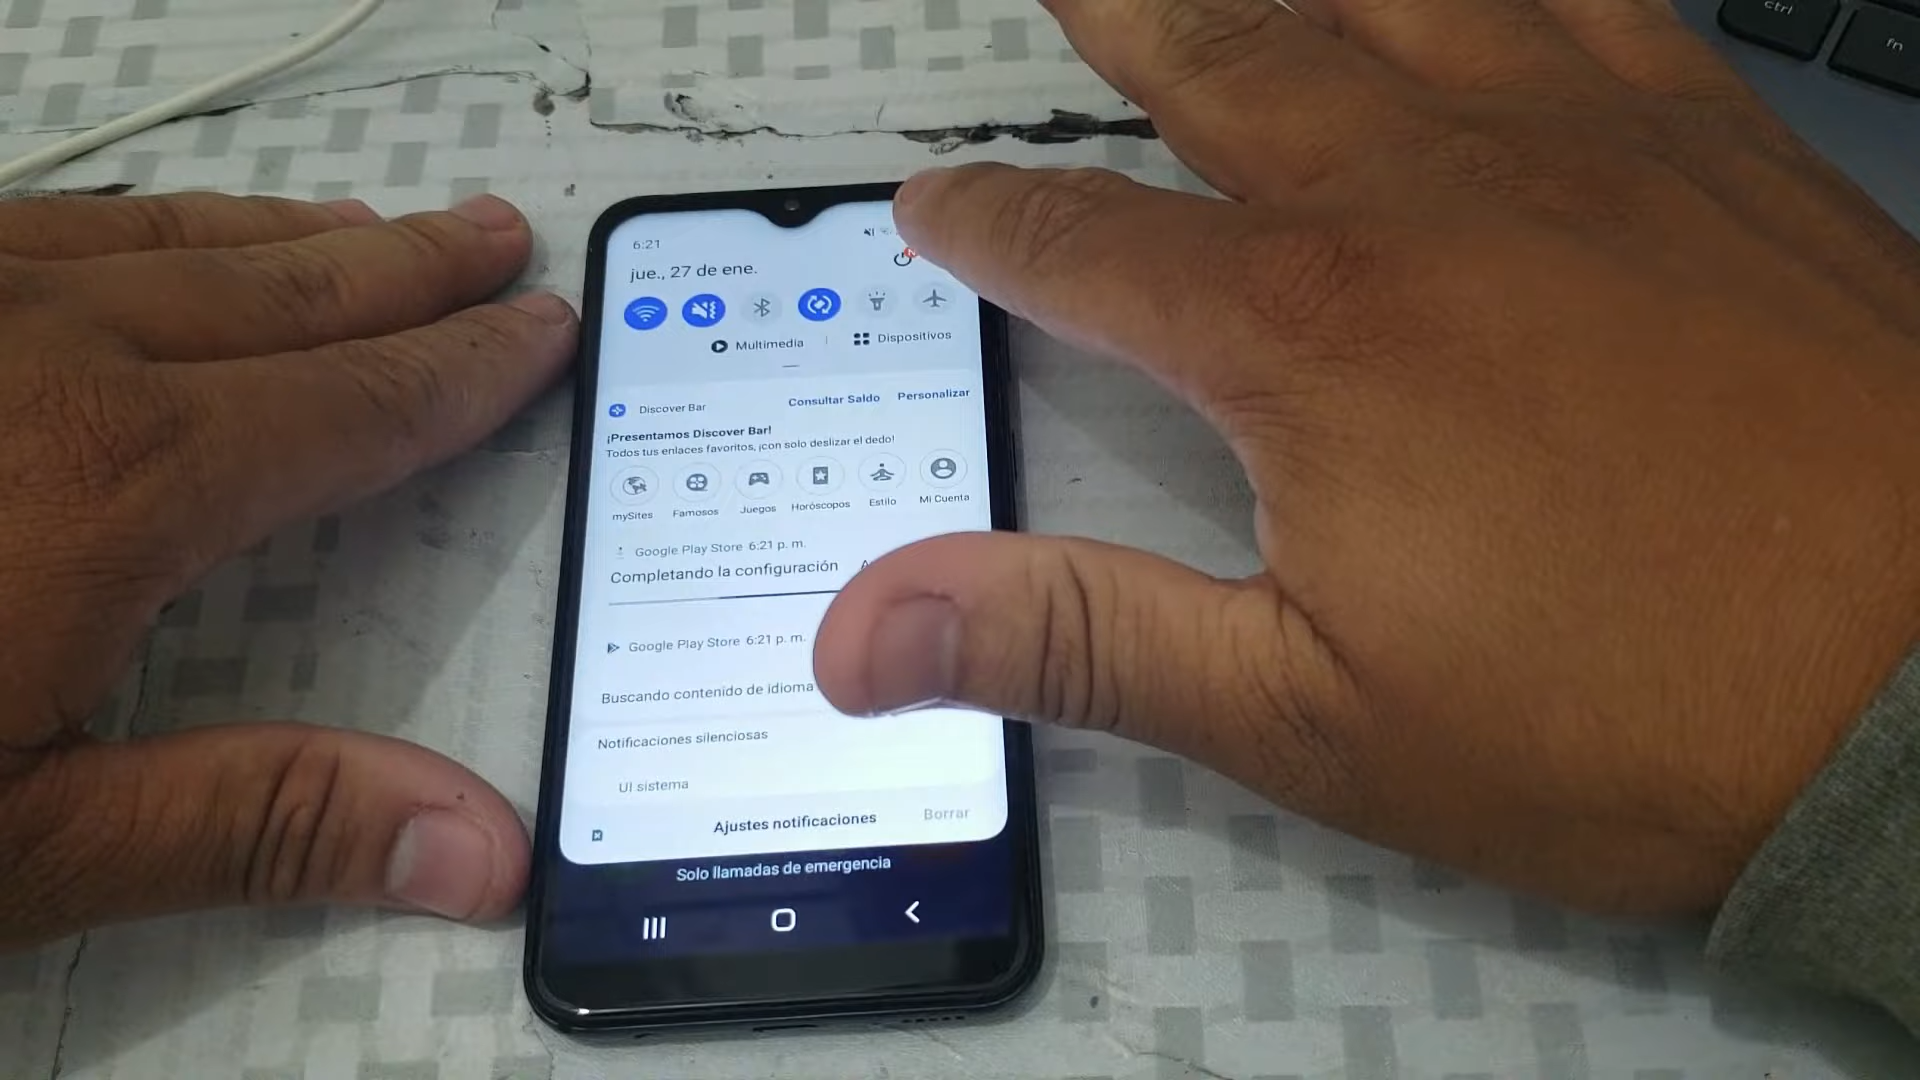 ctrl
fn
6:21
jue., 27 de ene.
Multimedia
Dispositivos
Discover Bar
Consultar Saldo
Personalizar
¡Presentamos Discover Bar!
Todos tus enlaces favoritos, ¡con solo deslizar el dedo!
mySites
Famosos
Juegos
Horóscopos
Estilo
Mi Cuenta
Google Play Store 6:21 p. m.
Completando la configuración
Google Play Store 6:21 p. m.
Buscando contenido de idioma
Notificaciones silenciosas
UI sistema
Ajustes notificaciones
Borrar
Solo llamadas de emergencia